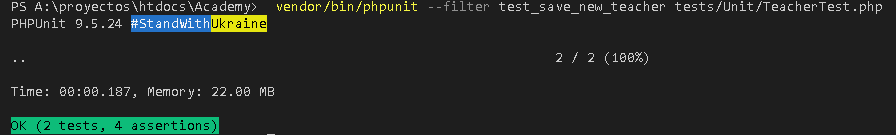 PS A:\proyectos\htdocs\Academy> vendor/bin/phpunit --filter test_save_new_teacher tests/Unit/TeacherTest.php
PHPUnit 9.5.24 #StandWithUkraine
.. 2 / 2 (100%)
Time: 00:00.187, Memory: 22.00 MB
OK (2 tests, 4 assertions)